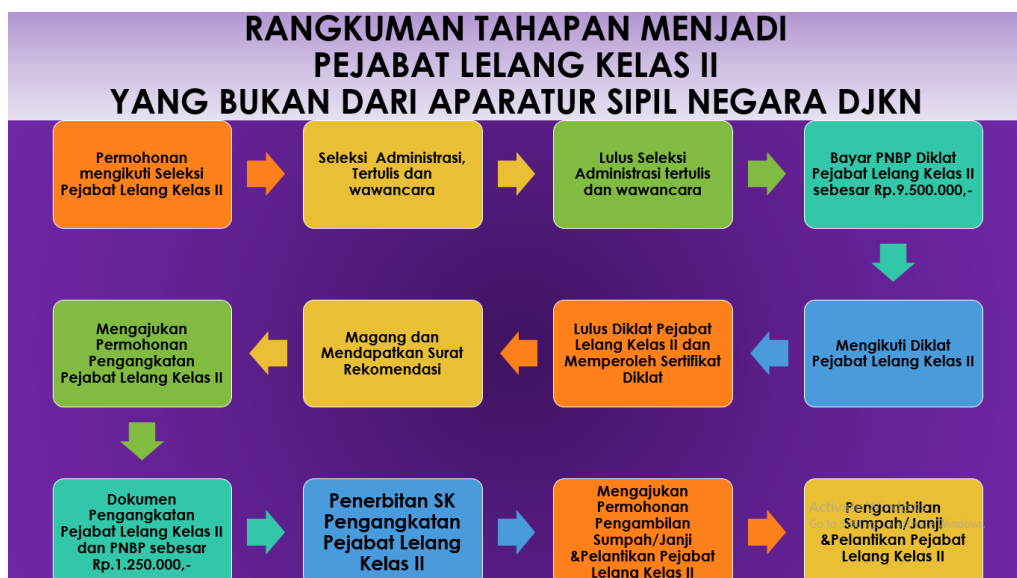 RANGKUMAN TAHAPAN MENJADI
PEJABAT LELANG KELAS II
YANG BUKAN DARI APARATUR SIPIL NEGARA DJKN
Permohonan
mengikuti Seleksi
Pejabat Lelang Kelas II
Seleksi Administrasi,
Tertulis dan
wawancara
Lulus Seleksi
Administrasi tertulis
dan wawancara
Bayar PNBP Diklat
Pejabat Lelang Kelas II
sebesar Rp.9.500.000,-
Mengikuti Diklat
Pejabat Lelang Kelas II
Lulus Diklat Pejabat
Lelang Kelas II dan
Memperoleh Sertifikat
Diklat
Magang dan
Mendapatkan Surat
Rekomendasi
Mengajukan
Permohonan
Pengangkatan
Pejabat Lelang Kelas II
Dokumen
Pengangkatan
Pejabat Lelang Kelas II
dan PNBP sebesar
Rp.1.250.000,-
Penerbitan SK
Pengangkatan
Pejabat Lelang
Kelas II
Mengajukan
Permohonan
Pengambilan
Sumpah/Janji
&Pelantikan Pejabat
Lelang Kelas II
Pengambilan
Sumpah/Janji
&Pelantikan Pejabat
Lelang Kelas II